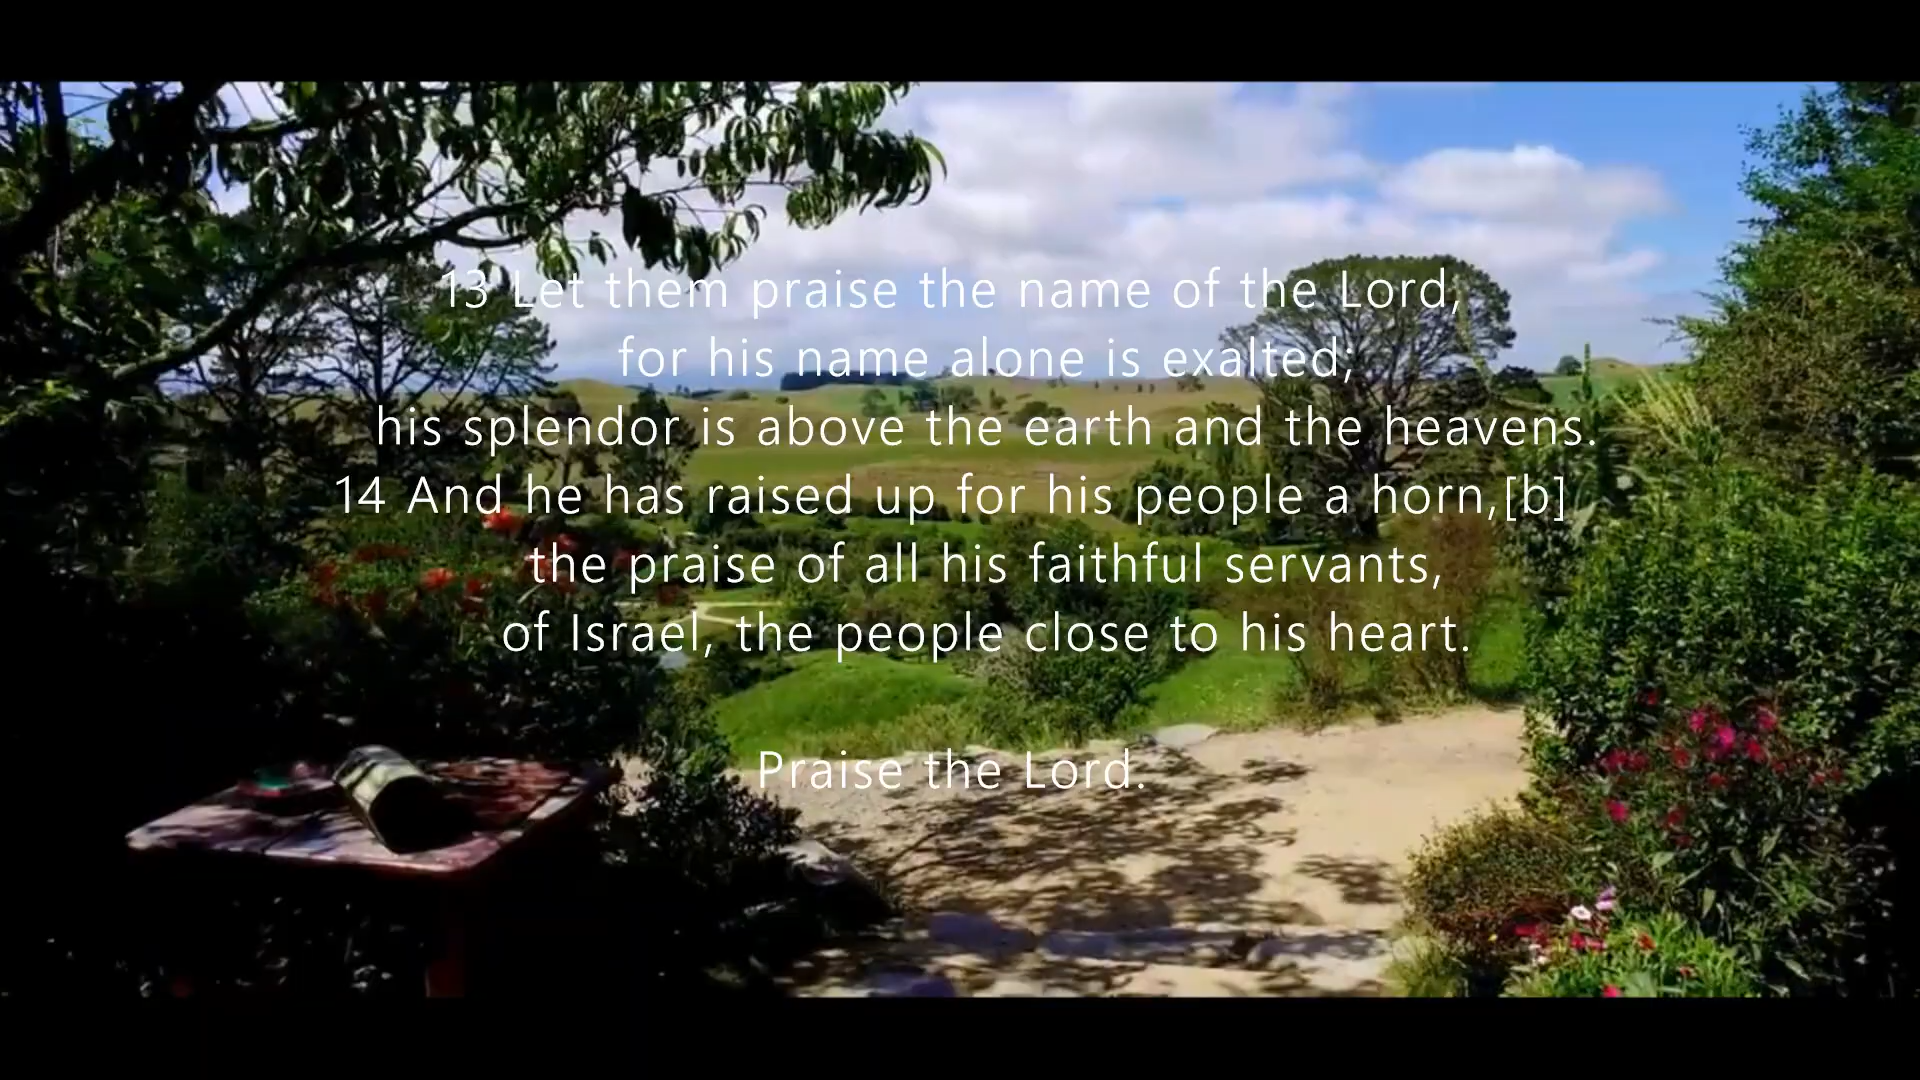 13 Let them praise the name of the Lord,
for his name alone is exalted;
his splendor is above the earth and the heavens.
14 And he has raised up for his people a horn,[b]
the praise of all his faithful servants,
of Israel, the people close to his heart.
Praise the Lord.